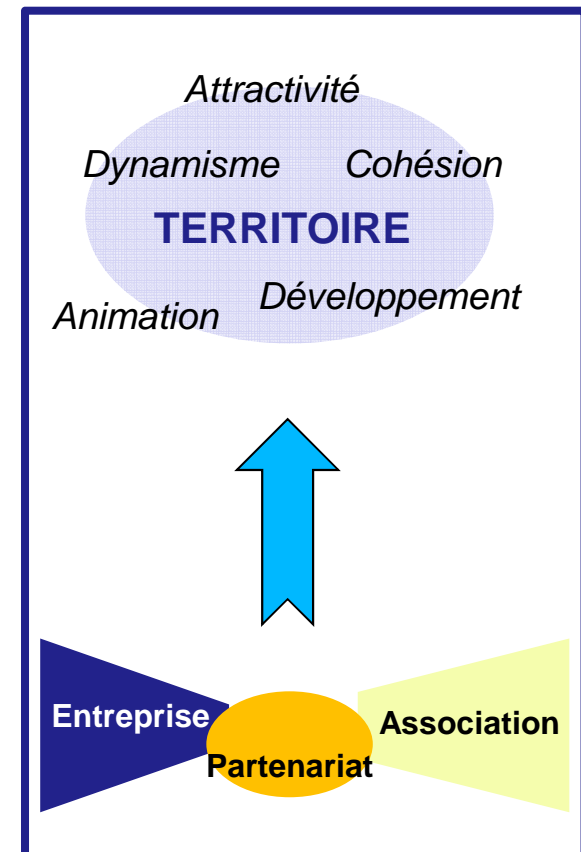 Attractivité
Dynamisme Cohésion
TERRITOIRE
Animation Développement
Entreprise Association
Partenariat